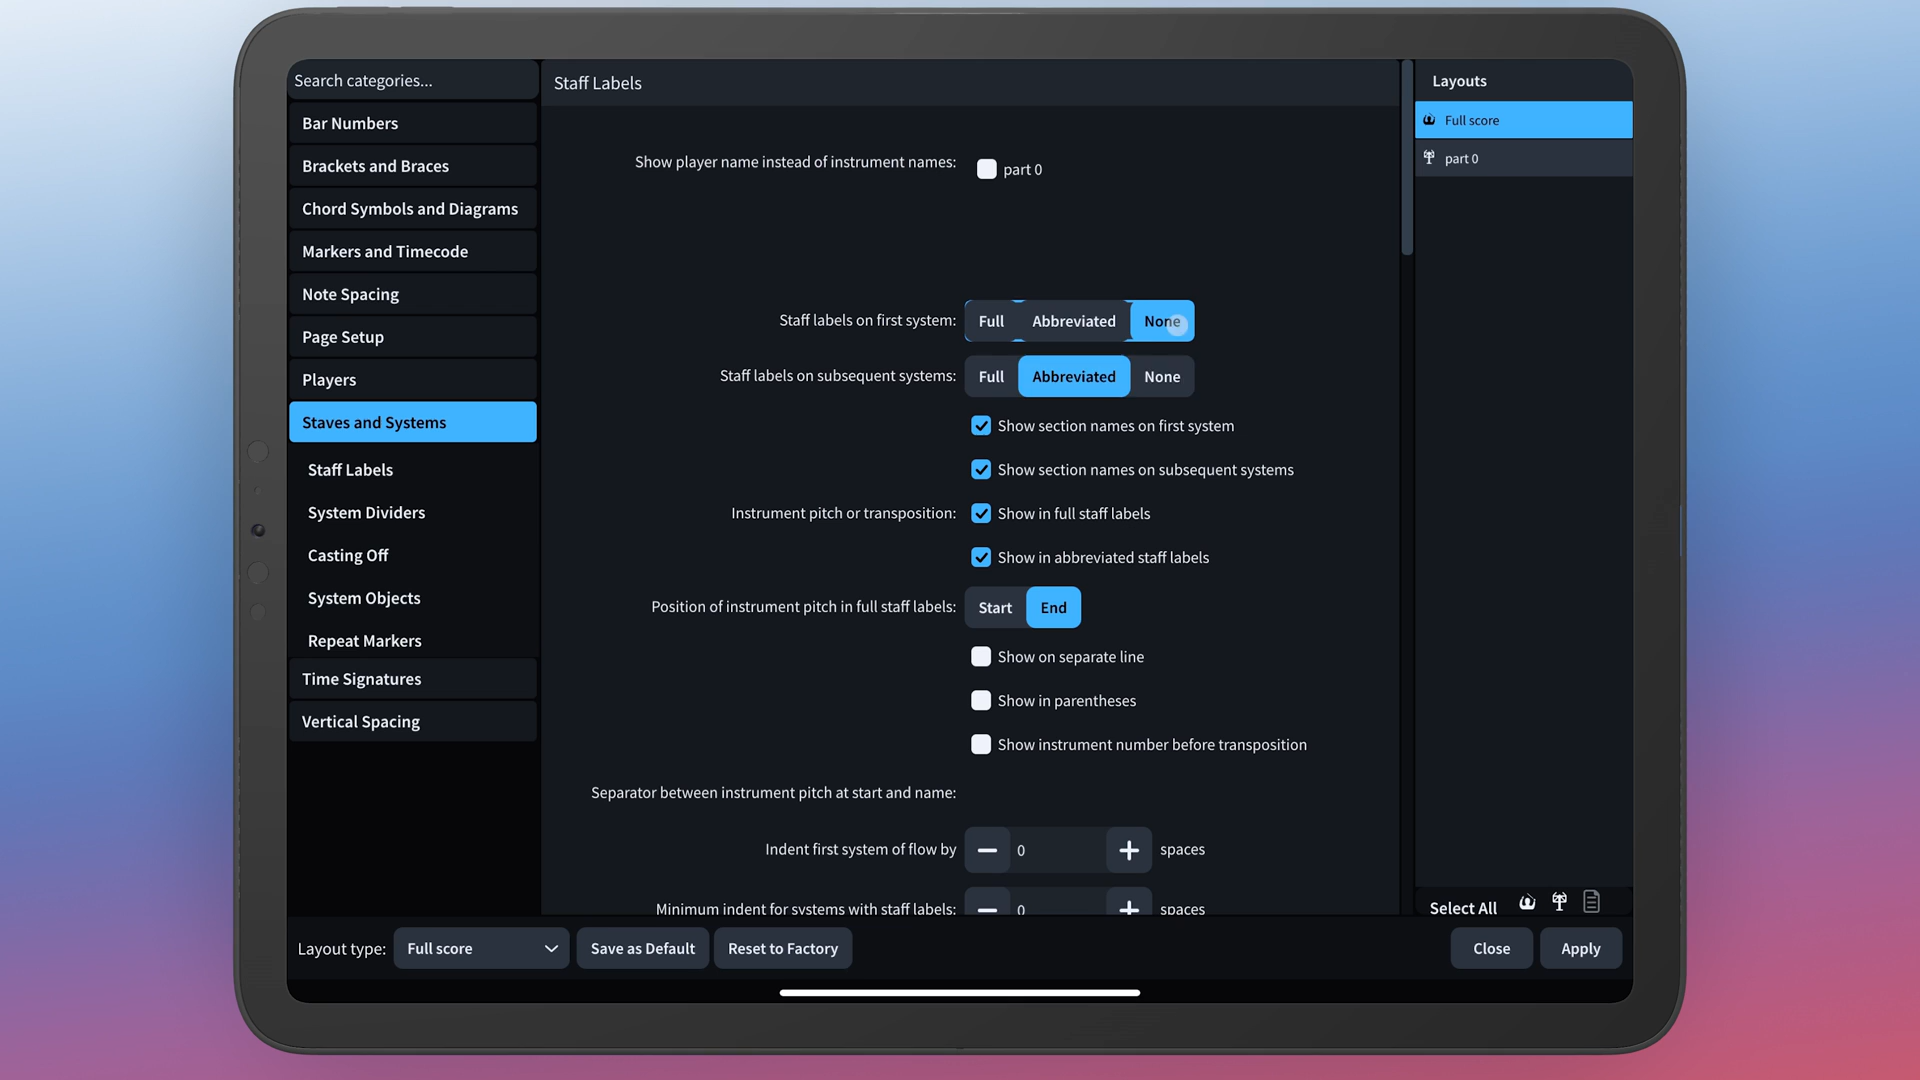 Search categories...
Bar Numbers
Brackets and Braces
Chord Symbols and Diagrams
Markers and Timecode
Note Spacing
Page Setup
Players
Staves and Systems
Staff Labels
System Dividers
Casting Off
System Objects
Repeat Markers
Time Signatures
Vertical Spacing
Staff Labels
Show player name instead of instrument names: part 0
Staff labels on first system: Full Abbreviated None
Staff labels on subsequent systems: Full Abbreviated None
Show section names on first system
Show section names on subsequent systems
Instrument pitch or transposition: Show in full staff labels
Show in abbreviated staff labels
Position of instrument pitch in full staff labels: Start End
Show on separate line
Show in parentheses
Show instrument number before transposition
Separator between instrument pitch at start and name:
Indent first system of flow by 0 spaces
Minimum indent for systems with staff labels: 0 spaces
Layouts
Full score
part 0
Select All
Layout type: Full score Save as Default Reset to Factory Close Apply